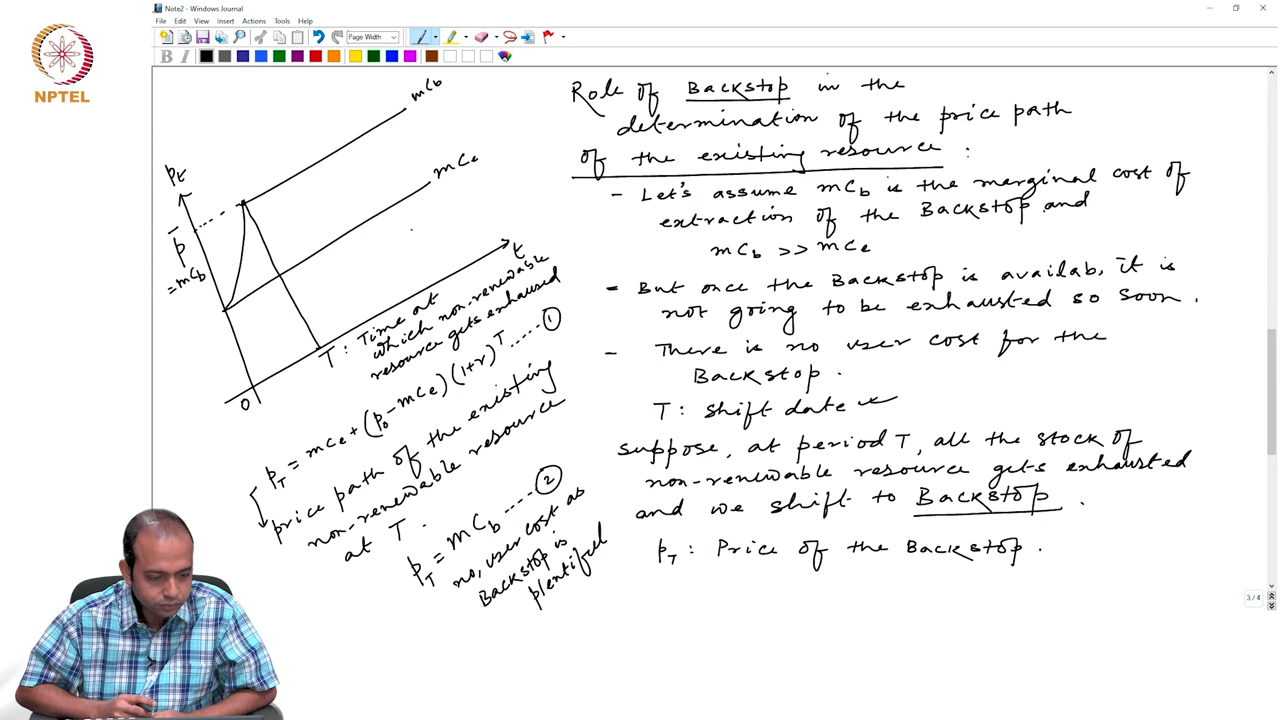 Note2 - Windows Journal
File Edit View Insert Actions Tools Help
Page Width
B I
NPTEL
mCb
mCe
Pt
p̄
=mCb
t
0
T : Time at
which non-renewable
resource gets exhaused
pT = mCe + (p0 - mCe) (1+r)^T ..... ①
price path of the existing
non-renewable resource
at T.
pT = mCb ..... ②
no, user cost as
Backstop is
plentiful
Role of Backstop in the
determination of the price path
of the existing resource :
- Let's assume mCb is the marginal cost of
extraction of the Backstop and
mCb >> mCe
- But once the Backstop is availab, it is
not going to be exhausted so soon.
- There is no user cost for the
Backstop.
T : shift date
suppose, at period T, all the stock of
non-renewable resource gets exhausted
and we shift to Backstop.
pT : Price of the Backstop.
3 / 4